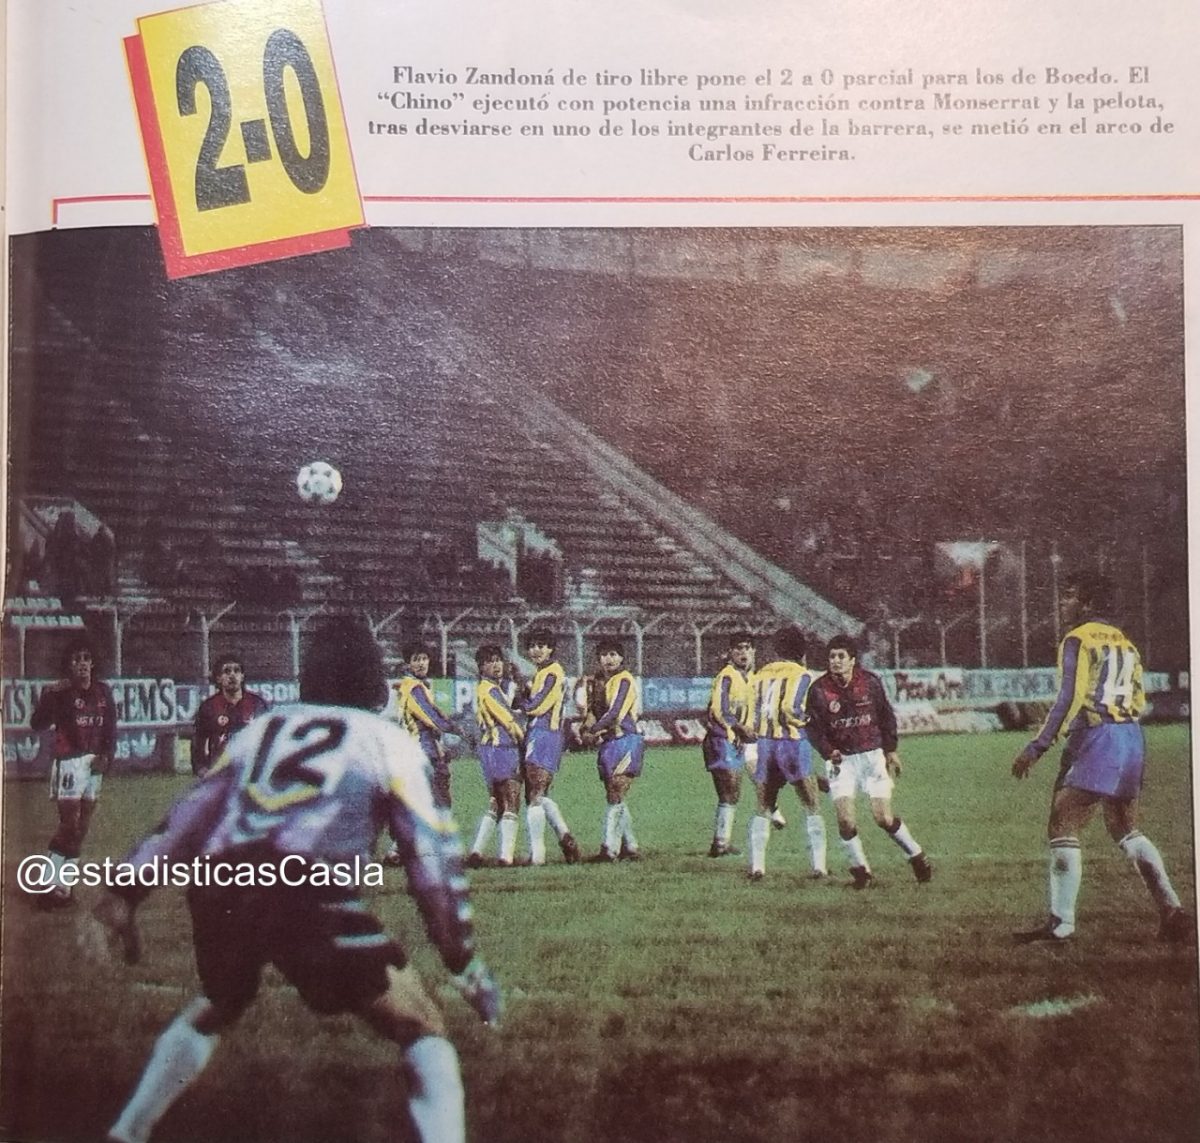 2-0
Flavio Zandoná de tiro libre pone el 2 a 0 parcial para los de Boedo. El
“Chino” ejecutó con potencia una infracción contra Monserrat y la pelota,
tras desviarse en uno de los integrantes de la barrera, se metió en el arco de
Carlos Ferreira.
14
12
@estadisticasCasla